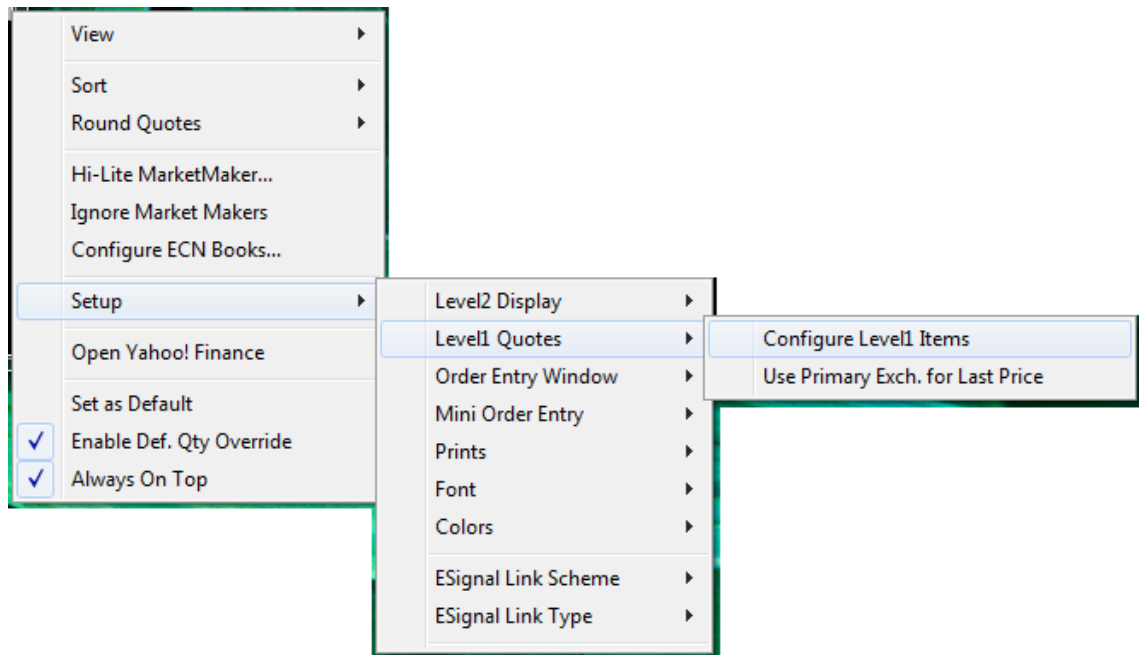 View
Sort
Round Quotes
Hi-Lite MarketMaker...
Ignore Market Makers
Configure ECN Books...
Setup
Open Yahoo! Finance
Set as Default
Enable Def. Qty Override
Always On Top
Level2 Display
Level1 Quotes
Order Entry Window
Mini Order Entry
Prints
Font
Colors
ESignal Link Scheme
ESignal Link Type
Configure Level1 Items
Use Primary Exch. for Last Price